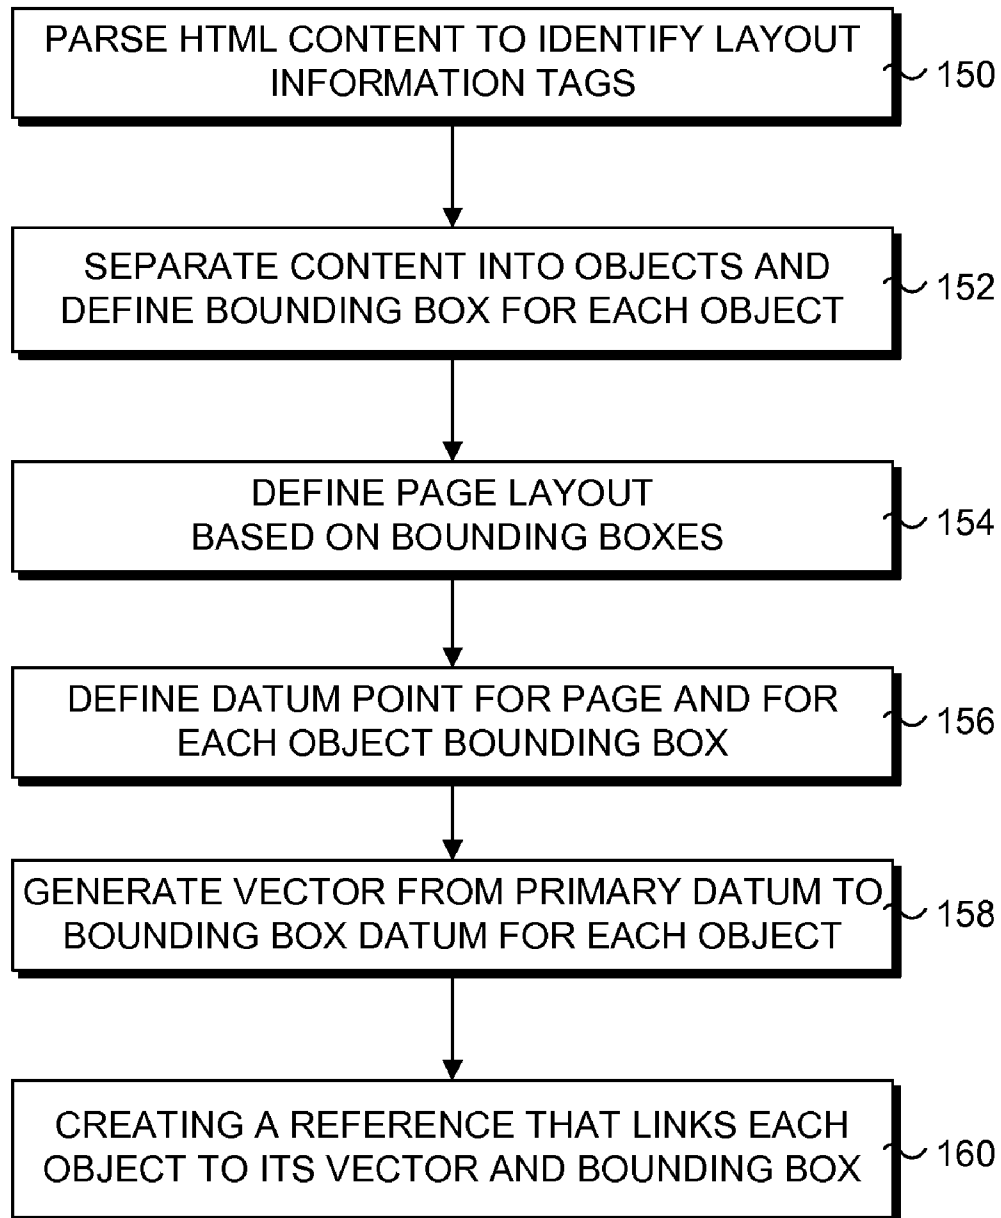 PARSE HTML CONTENT TO IDENTIFY LAYOUT
INFORMATION TAGS
150
SEPARATE CONTENT INTO OBJECTS AND
DEFINE BOUNDING BOX FOR EACH OBJECT
152
DEFINE PAGE LAYOUT
BASED ON BOUNDING BOXES
154
DEFINE DATUM POINT FOR PAGE AND FOR
EACH OBJECT BOUNDING BOX
156
GENERATE VECTOR FROM PRIMARY DATUM TO
BOUNDING BOX DATUM FOR EACH OBJECT
158
CREATING A REFERENCE THAT LINKS EACH
OBJECT TO ITS VECTOR AND BOUNDING BOX
160